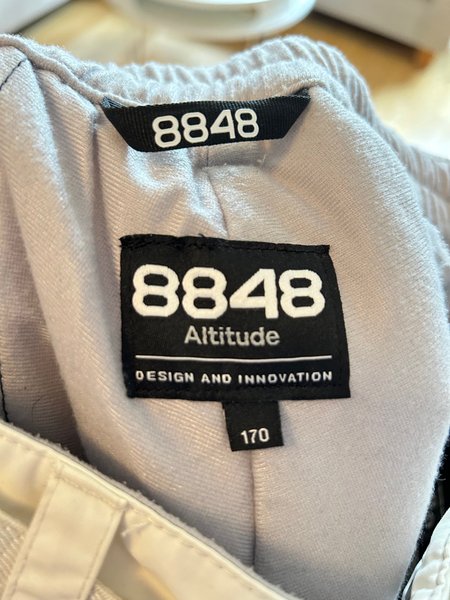 8848
8848
Altitude
DESIGN AND INNOVATION
170